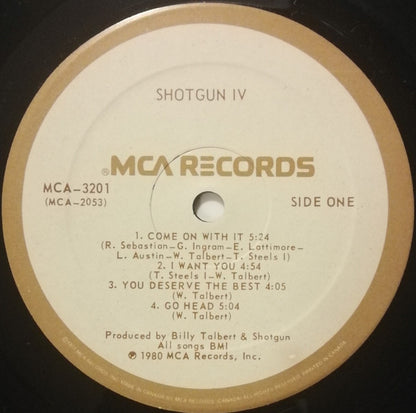 SHOTGUN IV
®MCA RECORDS
MCA-3201
(MCA-2053)
SIDE ONE
1. COME ON WITH IT 5:24
(R. Sebastian-G. Ingram-E. Lattimore-
L. Austin-W. Talbert-T. Steels I)
2. I WANT YOU 4:54
(T. Steels I-W. Talbert)
3. YOU DESERVE THE BEST 4:05
(W. Talbert)
4. GO HEAD 5:04
(W. Talbert)
Produced by Billy Talbert & Shotgun
All songs BMI
℗ 1980 MCA Records, Inc.